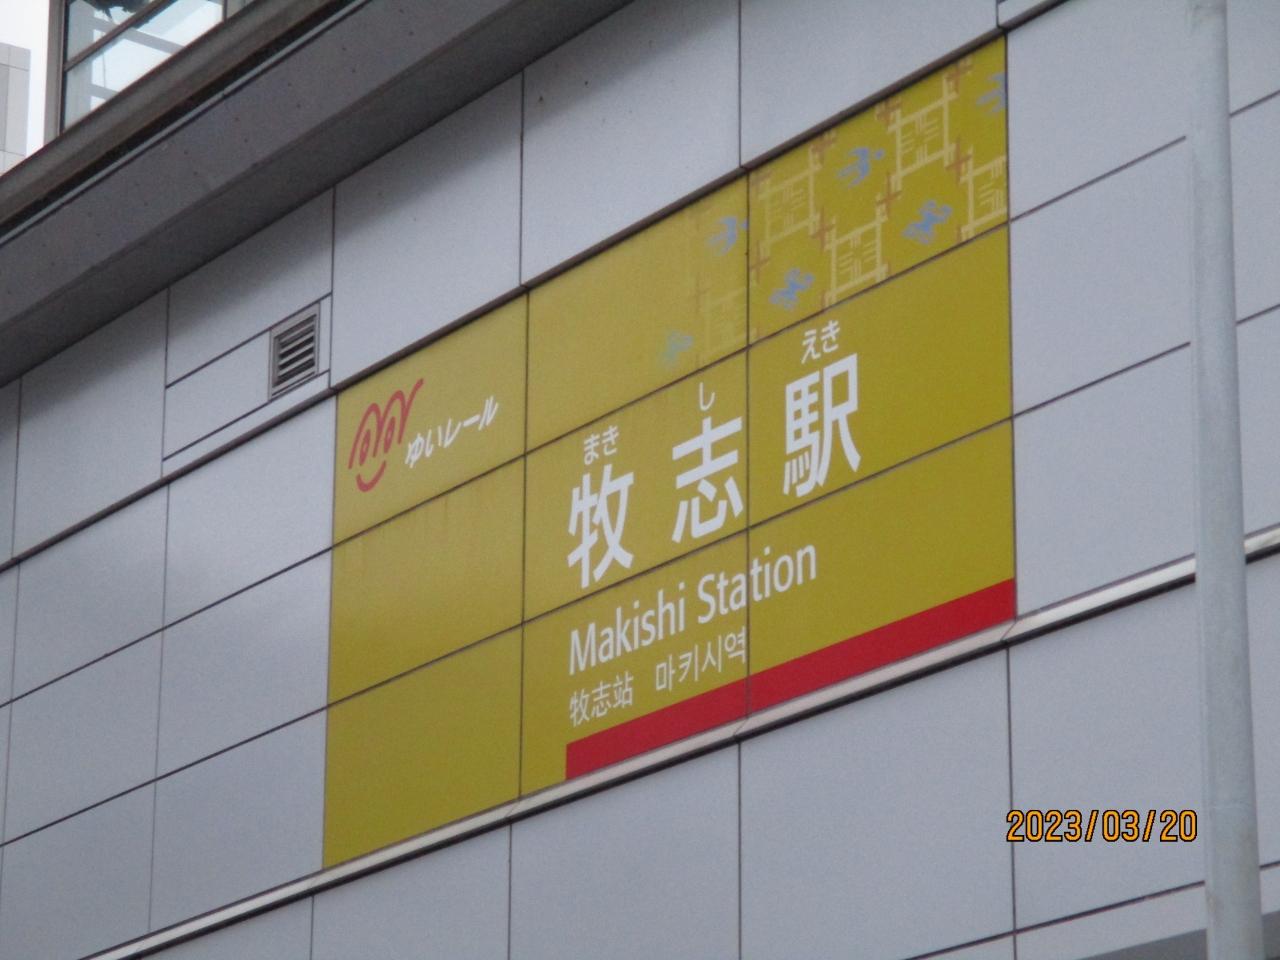 ゆいレール
まき し えき
牧志駅
Makishi Station
牧志站 마키시역
2023/03/20